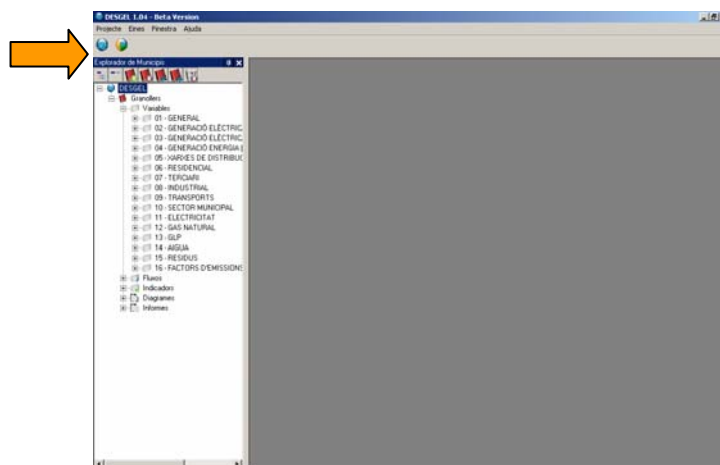 DESGEL 1.04 - Beta Version
Projecte Eines Finestra Ajuda
Explorador de Municipio
DESGEL
Granollers
Variables
01 - GENERAL
02 - GENERACIÓ ELÈCTRIC
03 - GENERACIÓ ELÈCTRIC
04 - GENERACIÓ ENERGIA
05 - XARXES DE DISTRIBUC
06 - RESIDENCIAL
07 - TERCIARI
08 - INDUSTRIAL
09 - TRANSPORTS
10 - SECTOR MUNICIPAL
11 - ELECTRICITAT
12 - GAS NATURAL
13 - GLP
14 - AIGUA
15 - RESIDUS
16 - FACTORS D'EMISSIONS
Fluxos
Indicadors
Diagrames
Informes